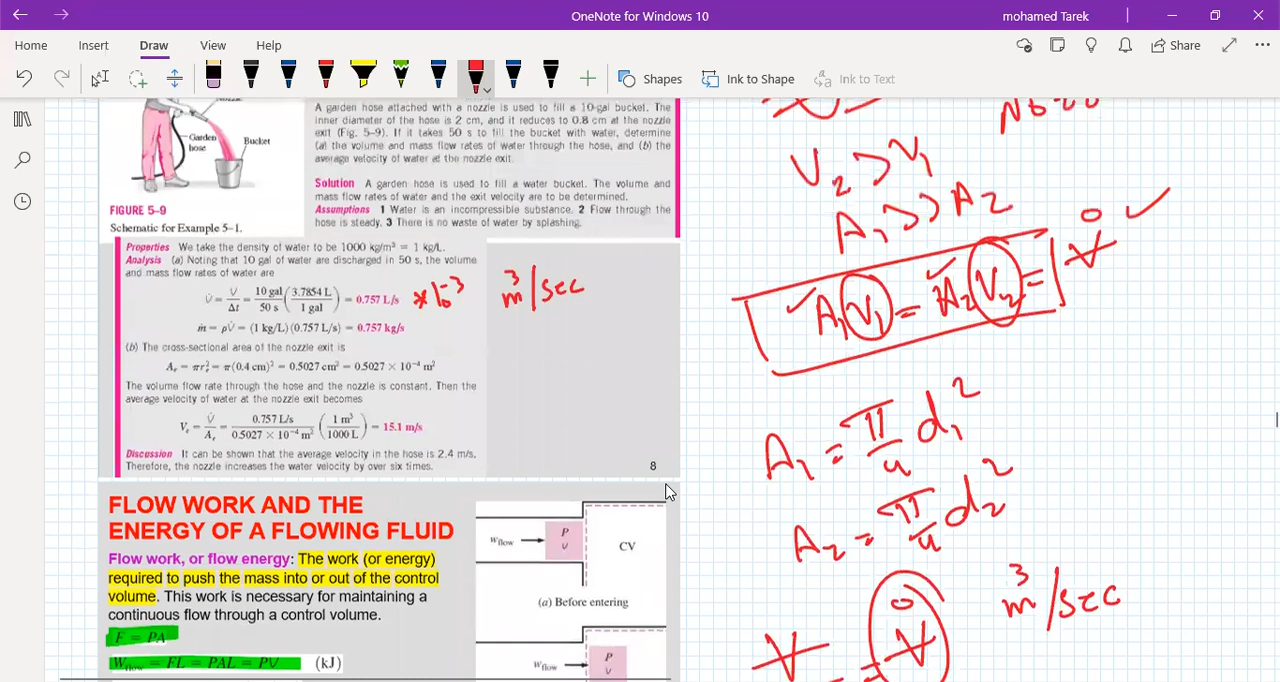 OneNote for Windows 10
mohamed Tarek
Home Insert Draw View Help
Share
Shapes
Ink to Shape
Ink to Text
Garden
hose
Bucket
FIGURE 5–9
Schematic for Example 5–1.
A garden hose attached with a nozzle is used to fill a 10-gal bucket. The
inner diameter of the hose is 2 cm, and it reduces to 0.8 cm at the nozzle
exit (Fig. 5–9). If it takes 50 s to fill the bucket with water, determine
(a) the volume and mass flow rates of water through the hose, and (b) the
average velocity of water at the nozzle exit.
Solution A garden hose is used to fill a water bucket. The volume and
mass flow rates of water and the exit velocity are to be determined.
Assumptions 1 Water is an incompressible substance. 2 Flow through the
hose is steady. 3 There is no waste of water by splashing.
Properties We take the density of water to be 1000 kg/m³ = 1 kg/L.
Analysis (a) Noting that 10 gal of water are discharged in 50 s, the volume
and mass flow rates of water are
V̇ = V/Δt = 10 gal/50 s (3.7854 L/1 gal) = 0.757 L/s
*10⁻³ m³/sec
ṁ = ρV̇ = (1 kg/L)(0.757 L/s) = 0.757 kg/s
(b) The cross-sectional area of the nozzle exit is
Aₑ = πrₑ² = π(0.4 cm)² = 0.5027 cm² = 0.5027 × 10⁻⁴ m²
The volume flow rate through the hose and the nozzle is constant. Then the
average velocity of water at the nozzle exit becomes
Vₑ = V̇/Aₑ = 0.757 L/s / 0.5027 × 10⁻⁴ m² (1 m³/1000 L) = 15.1 m/s
Discussion It can be shown that the average velocity in the hose is 2.4 m/s.
Therefore, the nozzle increases the water velocity by over six times.
8
FLOW WORK AND THE
ENERGY OF A FLOWING FLUID
Flow work, or flow energy: The work (or energy)
required to push the mass into or out of the control
volume. This work is necessary for maintaining a
continuous flow through a control volume.
F = PA
W_flow = FL = PAL = PV (kJ)
W_flow
P
V
CV
(a) Before entering
W_flow
P
V
V₂ >> V₁
A₁ >> A₂
A₁V₁ = A₂V₂ = V̇
A₁ = π/4 d₁²
A₂ = π/4 d₂²
m³/sec
V = V̇